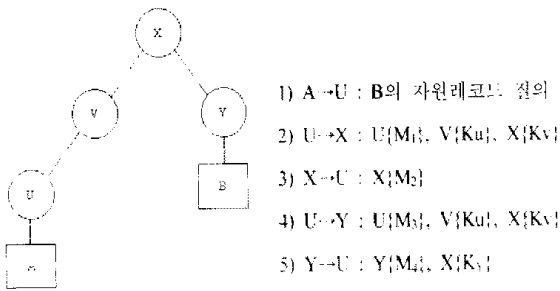 X
V
Y
U
B
1) A→U : B의 자원레코드 질의
2) U→X : U{M₁}, V{Ku}, X{Kv}
3) X→U : X{M₂}
4) U→Y : U{M₃}, V{Ku}, X{Kv}
5) Y→U : Y{M₄}, X{K